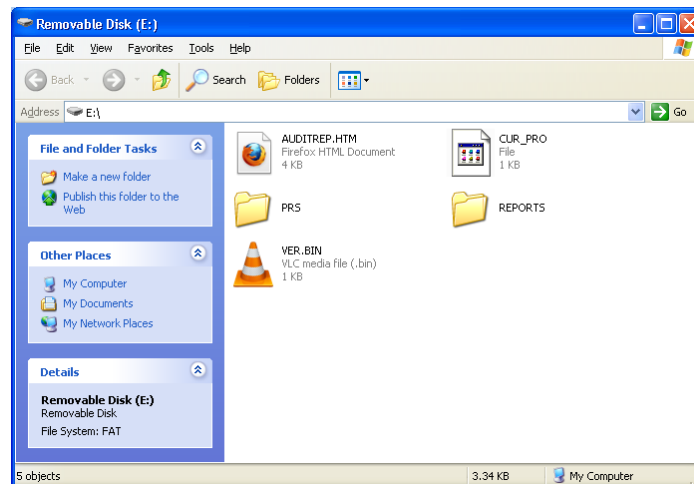 Removable Disk (E:)
File Edit View Favorites Tools Help
Back Search Folders
Address E:\ Go
File and Folder Tasks
Make a new folder
Publish this folder to the
Web
Other Places
My Computer
My Documents
My Network Places
Details
Removable Disk (E:)
Removable Disk
File System: FAT
AUDITREP.HTM
Firefox HTML Document
4 KB
CUR_PRO
File
1 KB
PRS
REPORTS
VER.BIN
VLC media file (.bin)
1 KB
5 objects 3.34 KB My Computer